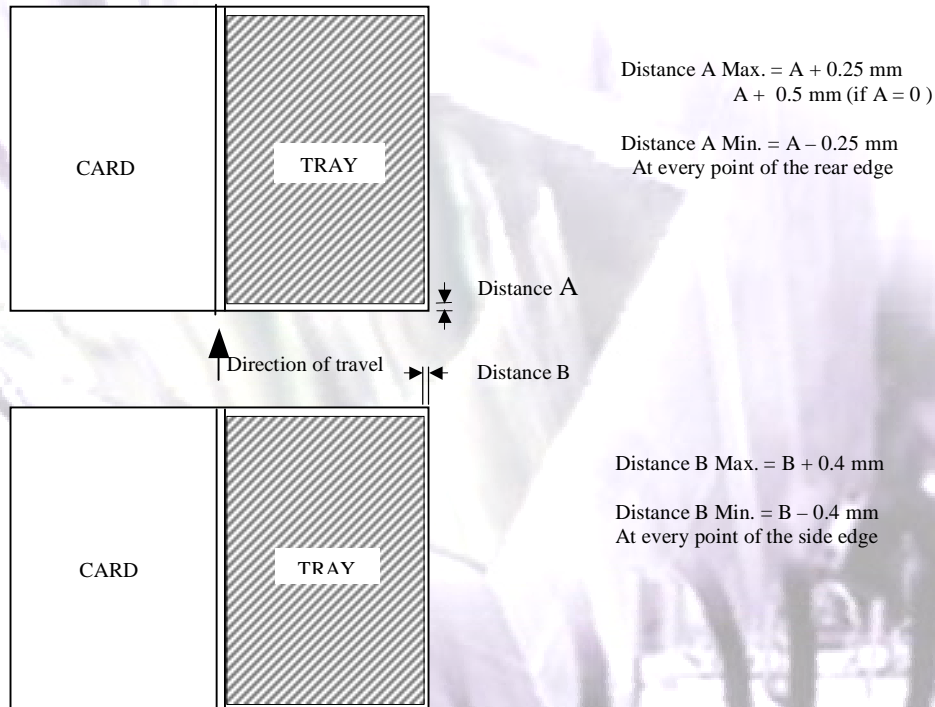 Distance A Max. = A + 0.25 mm
A + 0.5 mm (if A = 0 )
Distance A Min. = A – 0.25 mm
At every point of the rear edge
CARD
TRAY
Distance A
Direction of travel
Distance B
Distance B Max. = B + 0.4 mm
Distance B Min. = B – 0.4 mm
At every point of the side edge
CARD
TRAY